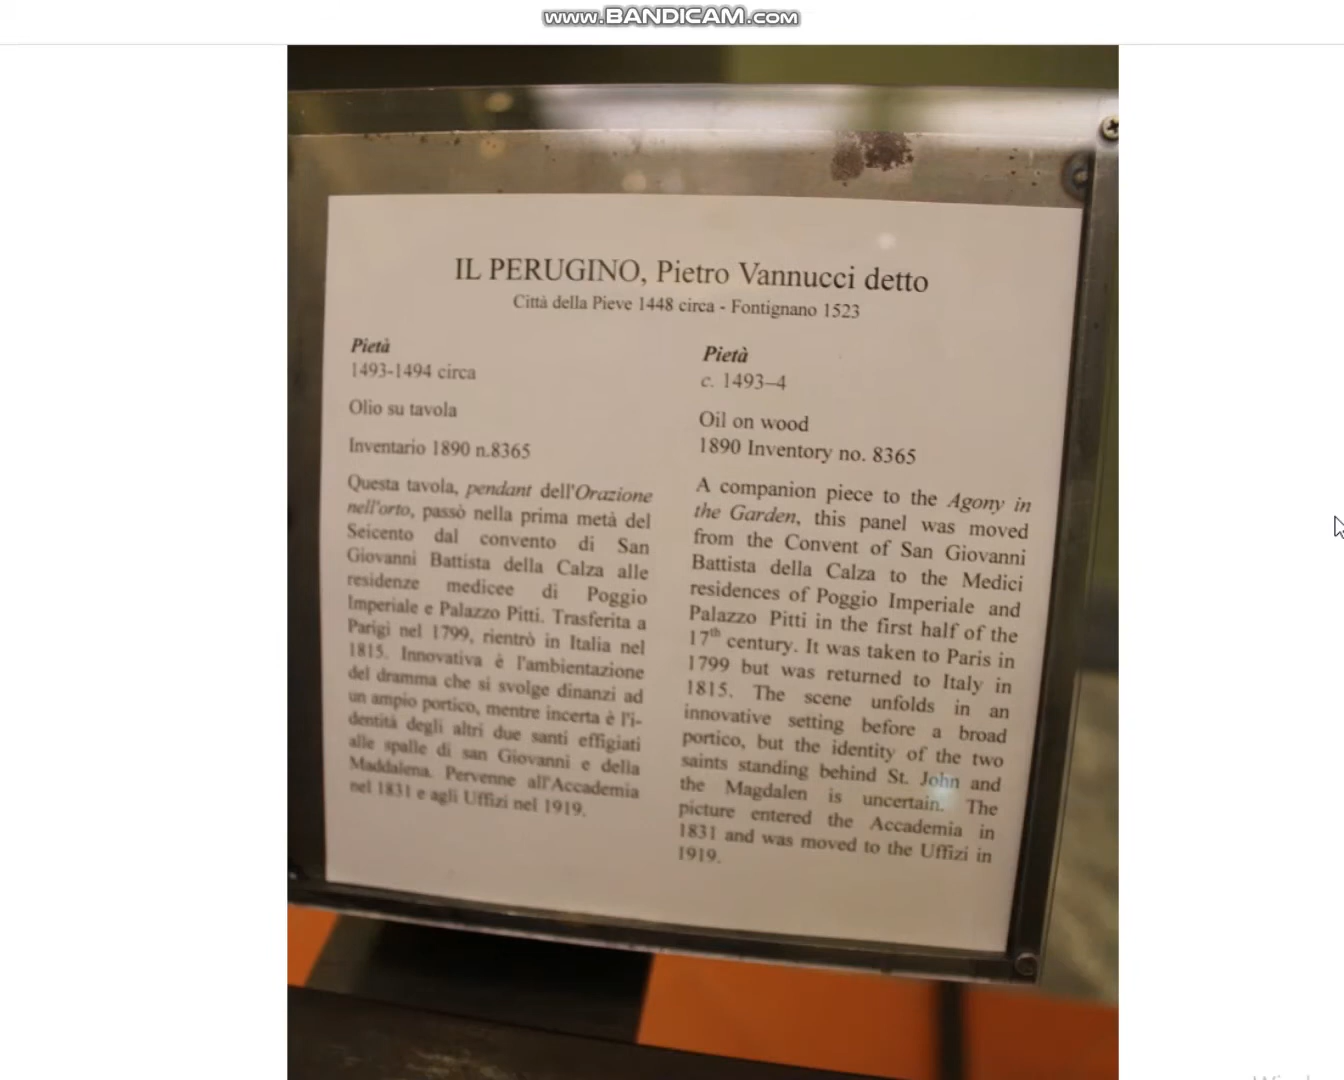 www.BANDICAM.com
IL PERUGINO, Pietro Vannucci detto
Città della Pieve 1448 circa - Fontignano 1523
Pietà
1493-1494 circa
Olio su tavola
Inventario 1890 n.8365
Questa tavola, pendant dell'Orazione
nell'orto, passò nella prima metà del
Seicento dal convento di San
Giovanni Battista della Calza alle
residenze medicee di Poggio
Imperiale e Palazzo Pitti. Trasferita a
Parigi nel 1799, rientrò in Italia nel
1815. Innovativa è l'ambientazione
del dramma che si svolge dinanzi ad
un ampio portico, mentre incerta è l'i-
dentità degli altri due santi effigiati
alle spalle di san Giovanni e della
Maddalena. Pervenne all'Accademia
nel 1831 e agli Uffizi nel 1919.
Pietà
c. 1493–4
Oil on wood
1890 Inventory no. 8365
A companion piece to the Agony in
the Garden, this panel was moved
from the Convent of San Giovanni
Battista della Calza to the Medici
residences of Poggio Imperiale and
Palazzo Pitti in the first half of the
17th century. It was taken to Paris in
1799 but was returned to Italy in
1815. The scene unfolds in an
innovative setting before a broad
portico, but the identity of the two
saints standing behind St. John and
the Magdalen is uncertain. The
picture entered the Accademia in
1831 and was moved to the Uffizi in
1919.